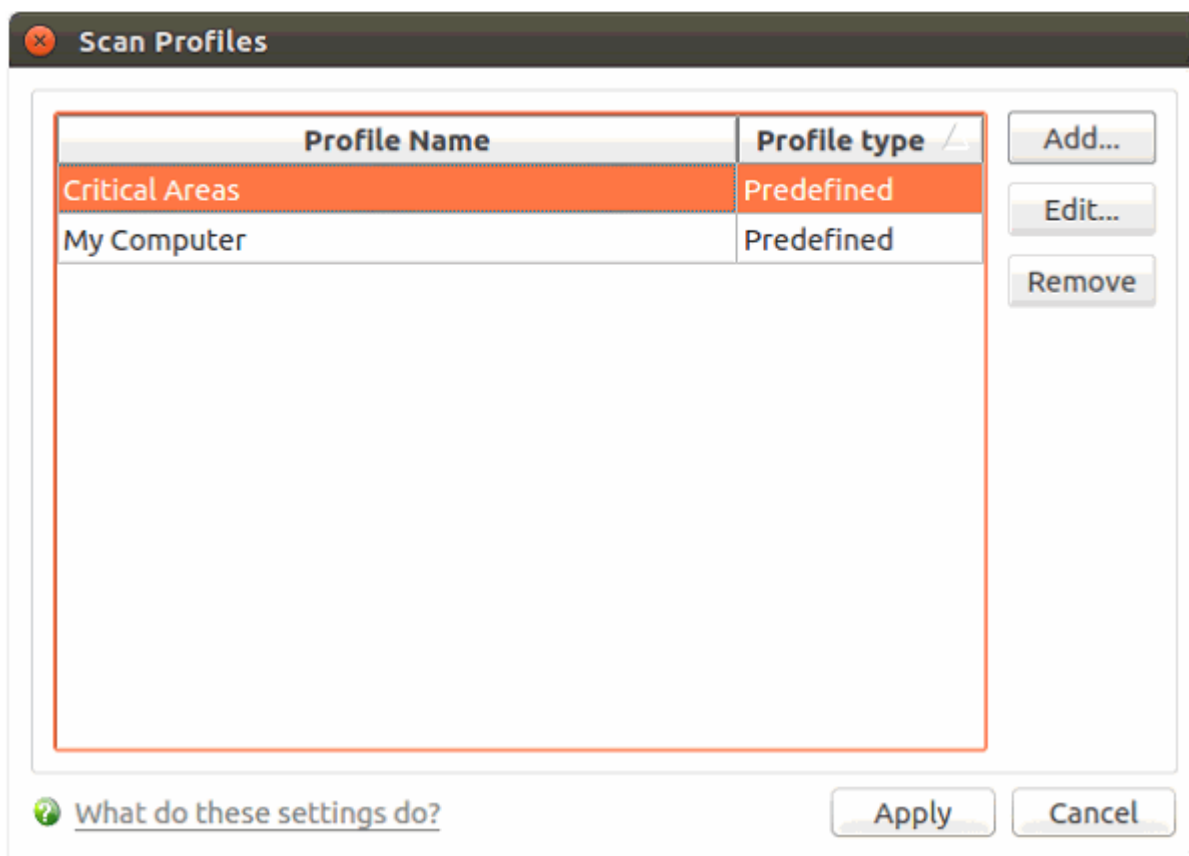 Scan Profiles
Profile Name Profile type
Add...
Critical Areas Predefined
Edit...
My Computer Predefined
Remove
What do these settings do?
Apply Cancel